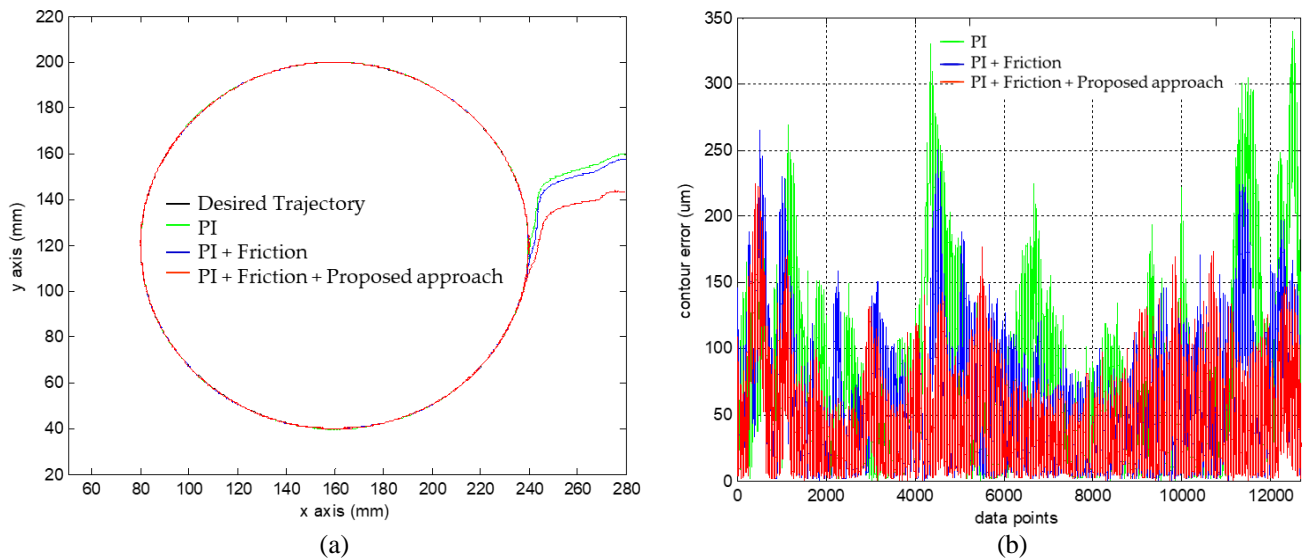 220
200
180
160
140
120
100
80
60
40
20
y axis (mm)
Desired Trajectory
PI
PI + Friction
PI + Friction + Proposed approach
60 80 100 120 140 160 180 200 220 240 260 280
x axis (mm)
(a)
350
300
250
200
150
100
50
0
contour error (um)
PI
PI + Friction
PI + Friction + Proposed approach
0 2000 4000 6000 8000 10000 12000
data points
(b)